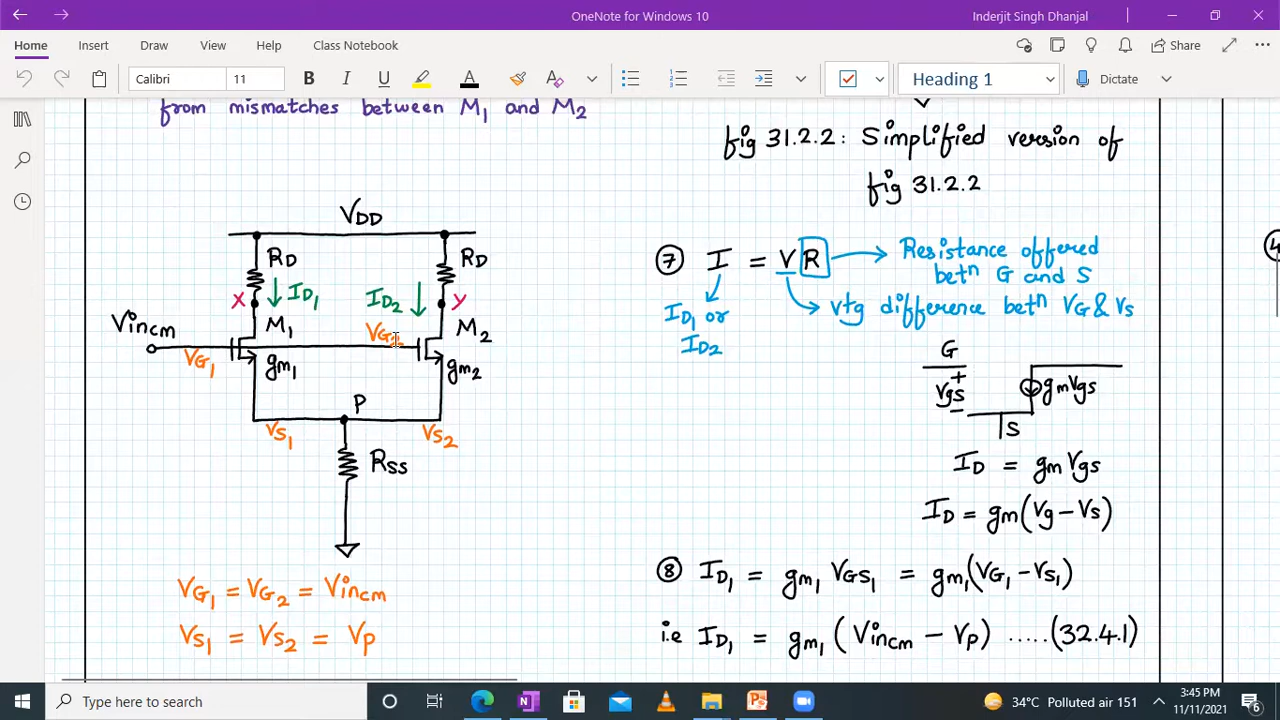 OneNote for Windows 10
Inderjit Singh Dhanjal
Home Insert Draw View Help Class Notebook
Share
Calibri 11 B I U A Heading 1 Dictate
from mismatches between M1 and M2
fig 31.2.2: Simplified version of
fig 31.2.2
VDD
RD RD
X ID1 ID2 Y
Vincm M1 M2
VG1 VG2
gm1 gm2
P
VS1 VS2
RSS
VG1 = VG2 = Vincm
VS1 = VS2 = Vp
7 I = VR Resistance offered
betn G and S
vtg difference betn VG & VS
ID1 or
ID2
G
+
Vgs gmVgs
-
S
ID = gm Vgs
ID = gm(Vg - Vs)
8 ID1 = gm1 VGS1 = gm1(VG1 - VS1)
i.e ID1 = gm1 (Vincm - Vp) .....(32.4.1)
4
Type here to search
34°C Polluted air 151
3:45 PM
11/11/2021
6